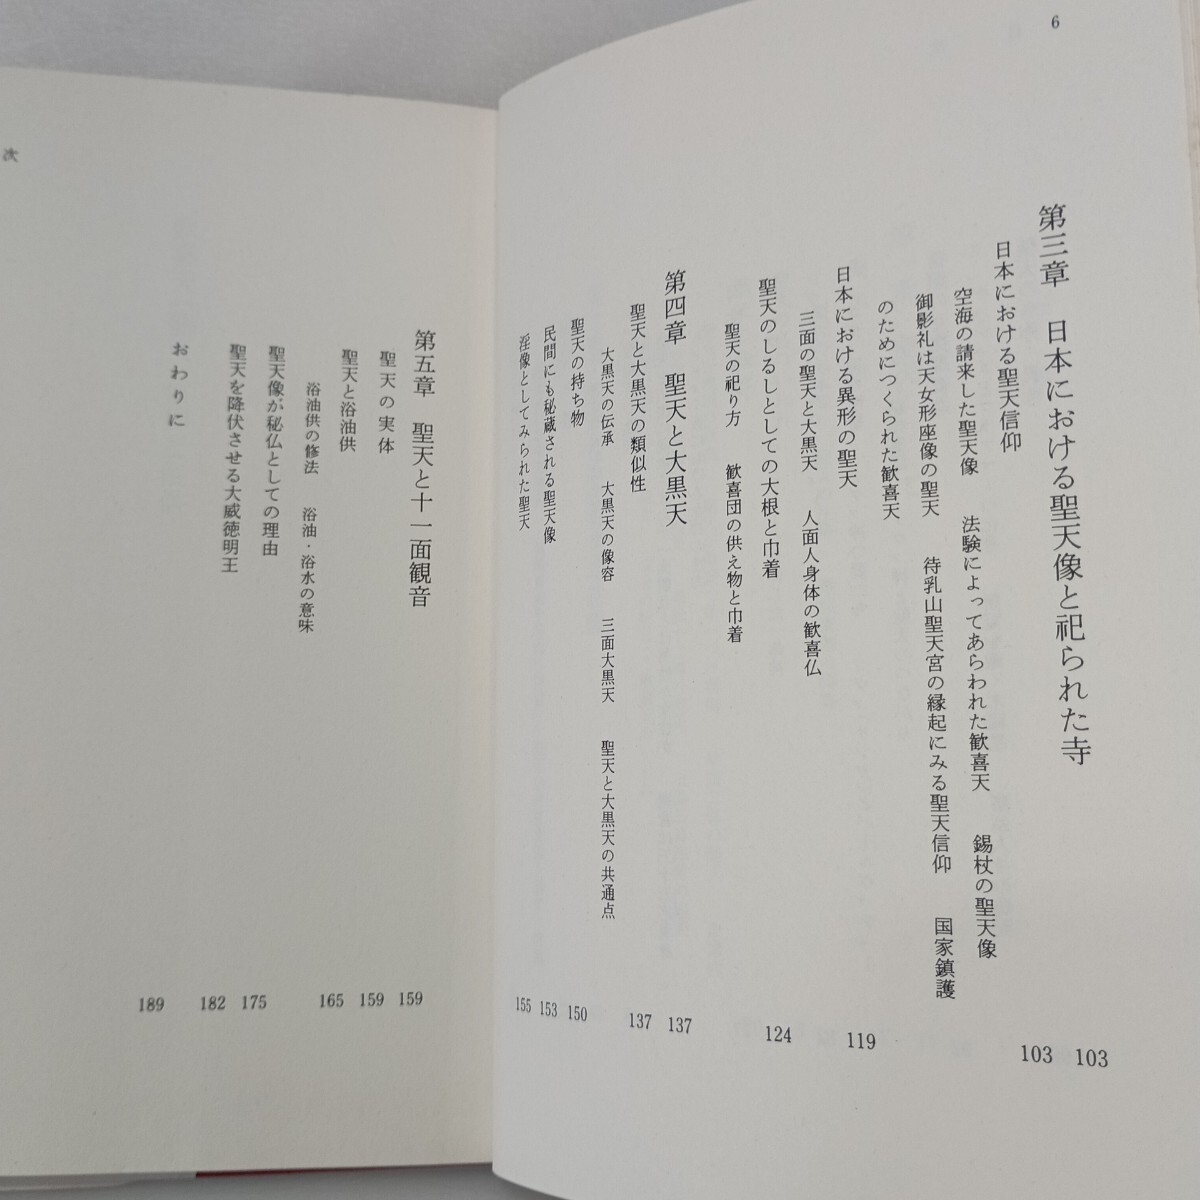 6
第三章　日本における聖天像と祀られた寺　103
日本における聖天信仰　103
空海の請来した聖天像　法験によってあらわれた歓喜天　錫杖の聖天像
御影礼は天女形座像の聖天　待乳山聖天宮の縁起にみる聖天信仰　国家鎮護
のためにつくられた歓喜天
日本における異形の聖天　119
三面の聖天と大黒天　人面人身体の歓喜仏
聖天のしるしとしての大根と巾着　124
聖天の祀り方　歓喜団の供え物と巾着
第四章　聖天と大黒天　137
聖天と大黒天の類似性　137
大黒天の伝承　大黒天の像容　三面大黒天　聖天と大黒天の共通点
聖天の持ち物　150
民間にも秘蔵される聖天像　153
淫像としてみられた聖天　155
第五章　聖天と十一面観音　159
聖天の実体　159
聖天と浴油供　165
浴油供の修法　浴油・浴水の意味
聖天像が秘仏としての理由　175
聖天を降伏させる大威徳明王　182
おわりに　189
次